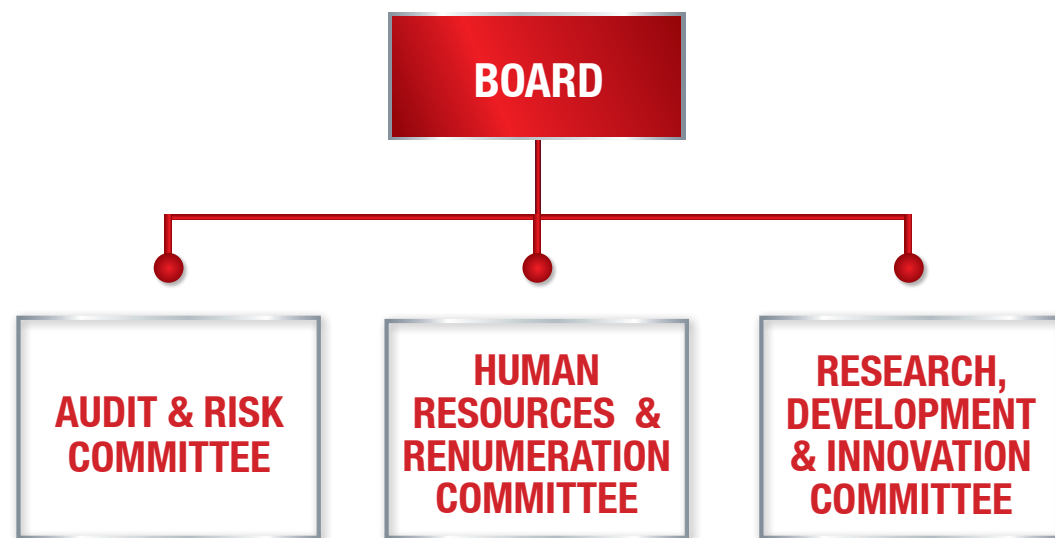 BOARD
AUDIT & RISK
COMMITTEE
HUMAN
RESOURCES &
RENUMERATION
COMMITTEE
RESEARCH,
DEVELOPMENT
& INNOVATION
COMMITTEE